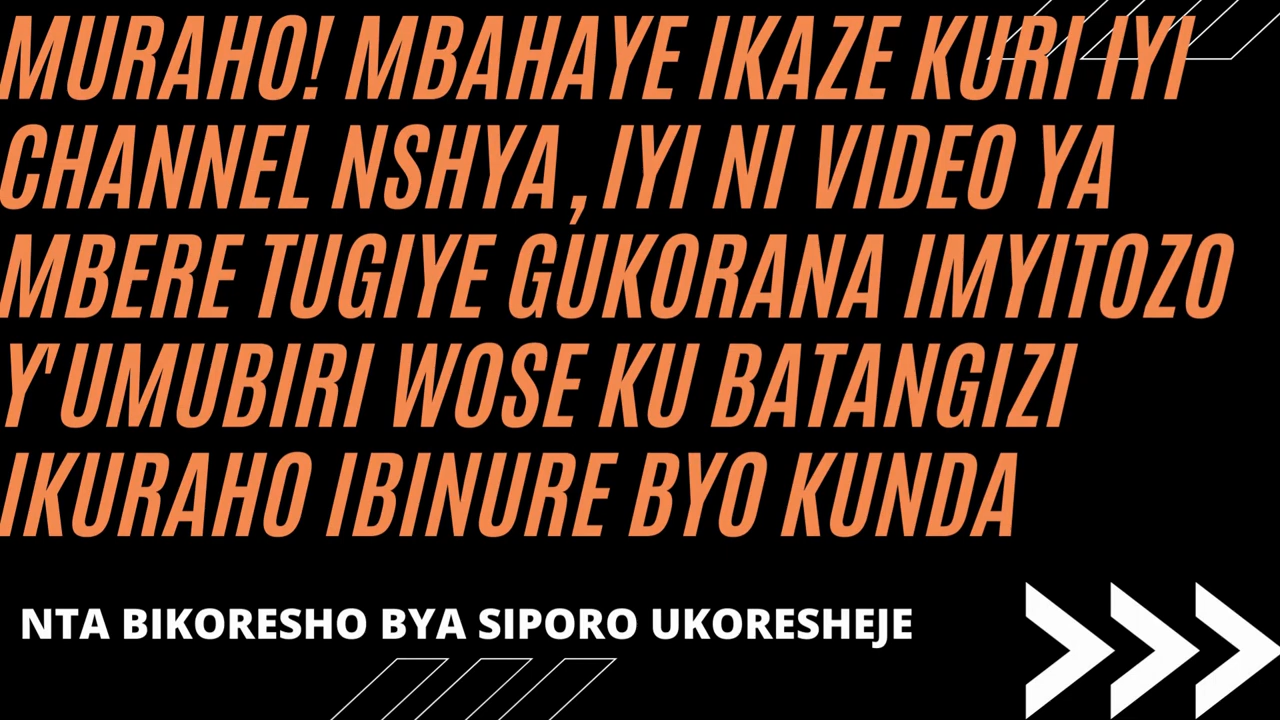 MURAHO! MBAHAYE IKAZE KURI IYI
CHANNEL NSHYA , IYI NI VIDEO YA
MBERE TUGIYE GUKORANA IMYITOZO
Y'UMUBIRI WOSE KU BATANGIZI
IKURAHO IBINURE BYO KUNDA
NTA BIKORESHO BYA SIPORO UKORESHEJE